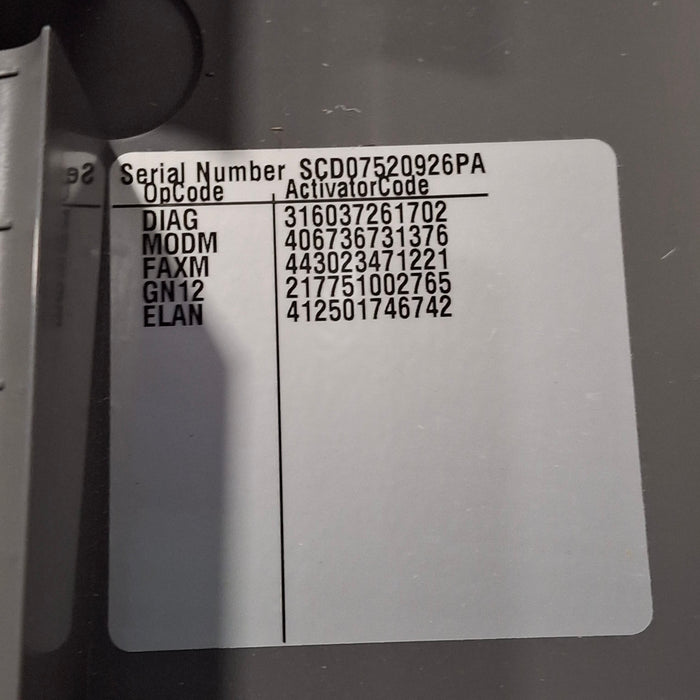 Serial Number SCD07520926PA
OpCode ActivatorCode
DIAG 316037261702
MODM 406736731376
FAXM 443023471221
GN12 217751002765
ELAN 412501746742